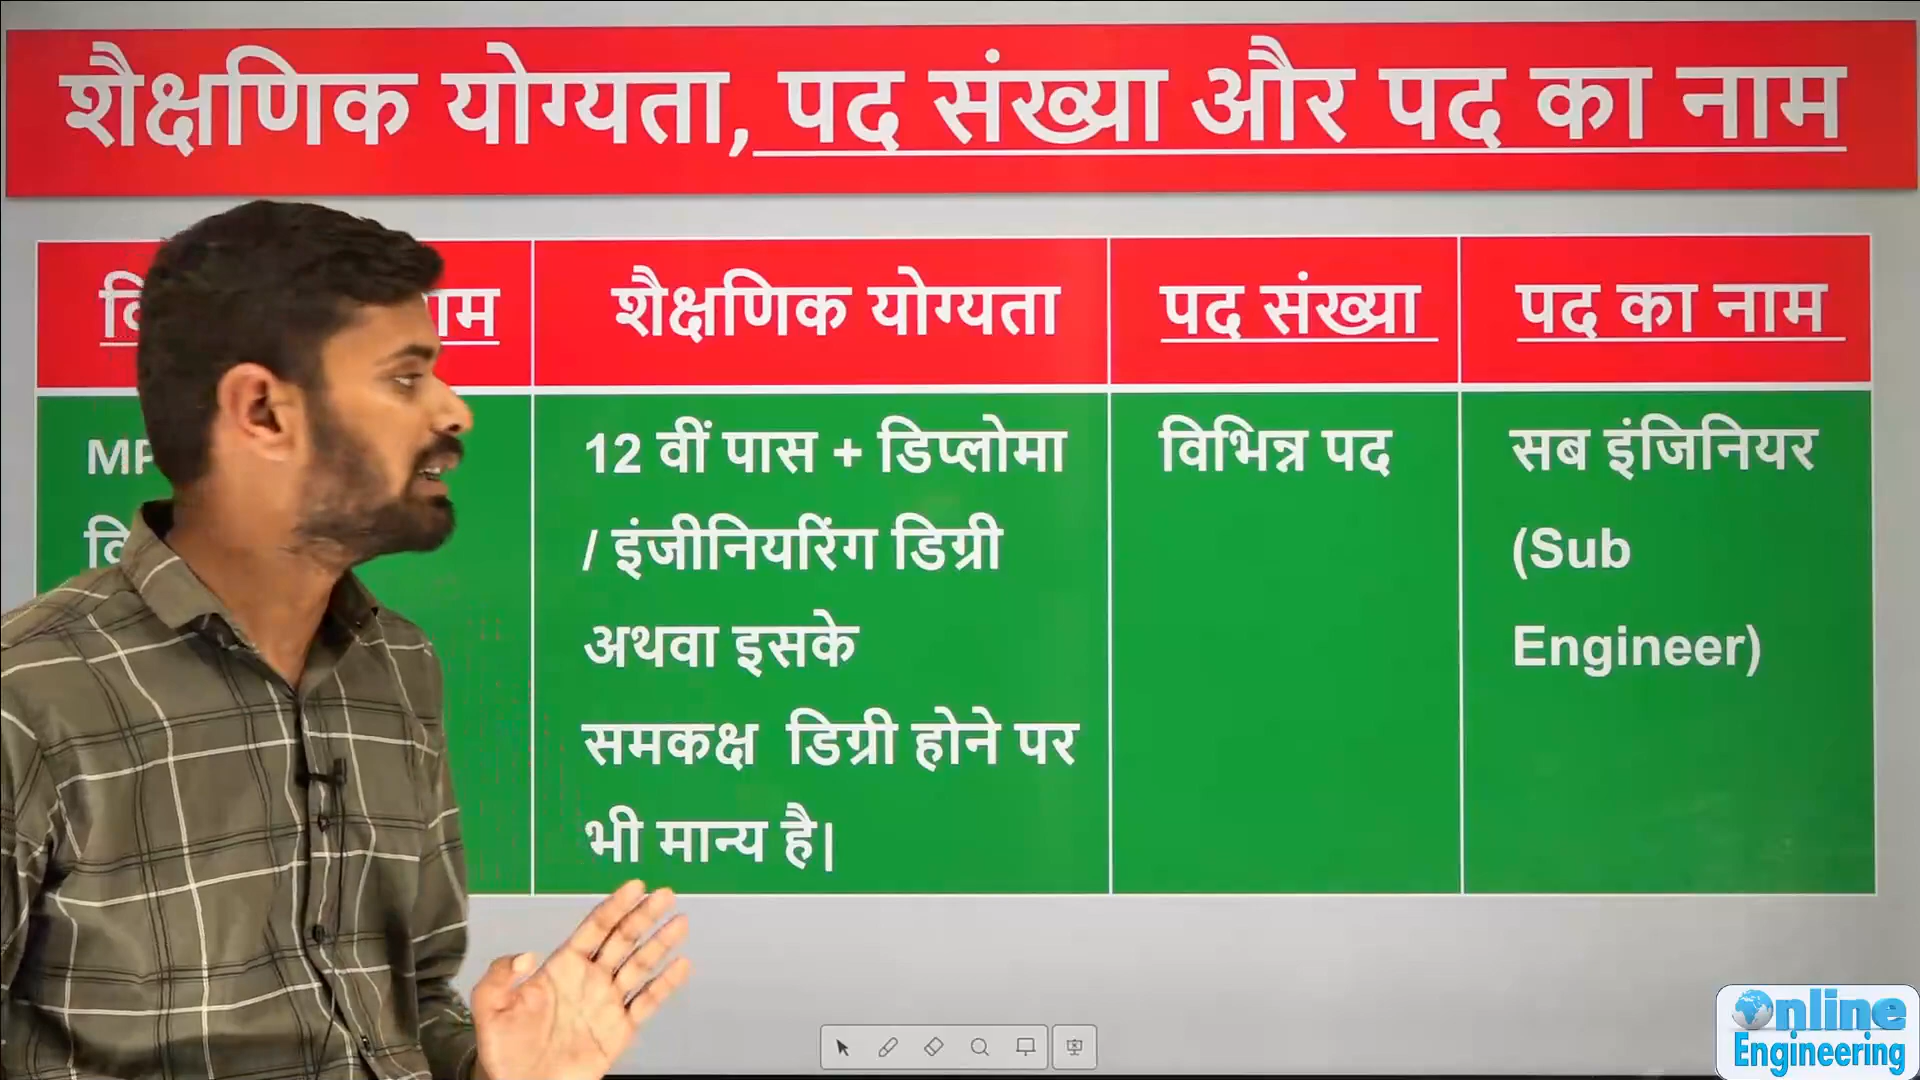 शैक्षणिक योग्यता, पद संख्या और पद का नाम
शैक्षणिक योग्यता
पद संख्या
पद का नाम
12 वीं पास + डिप्लोमा
/ इंजीनियरिंग डिग्री
अथवा इसके
समकक्ष डिग्री होने पर
भी मान्य है|
विभिन्न पद
सब इंजिनियर
(Sub
Engineer)
Online
Engineering